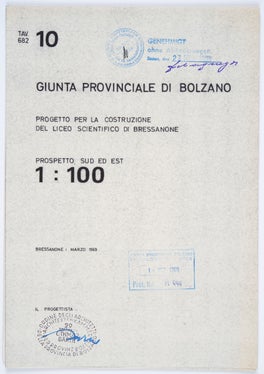 TAV 10
682
GENEHMIGT
GIUNTA PROVINCIALE DI BOLZANO
PROGETTO PER LA COSTRUZIONE
DEL LICEO SCIENTIFICO DI BRESSANONE
PROSPETTO SUD ED EST
1 : 100
BRESSANONE : MARZO 1969
IL PROGETTISTA :